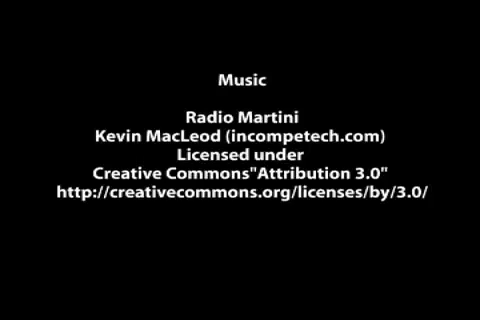 Music
Radio Martini
Kevin MacLeod (incompetech.com)
Licensed under
Creative Commons"Attribution 3.0"
http://creativecommons.org/licenses/by/3.0/